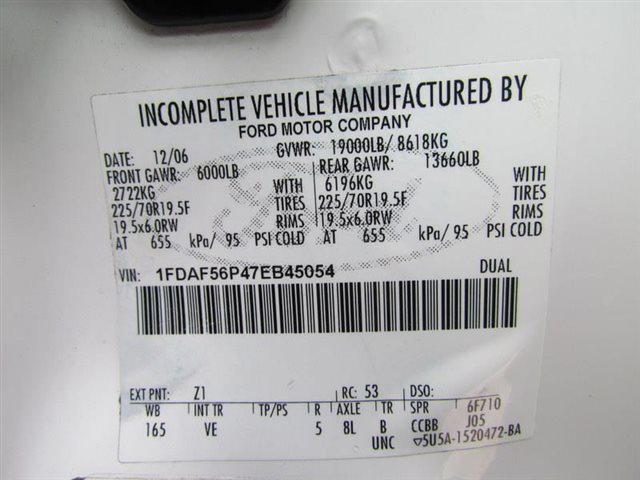 INCOMPLETE VEHICLE MANUFACTURED BY
FORD MOTOR COMPANY
DATE: 12/06 GVWR: 19000LB/ 8618KG
FRONT GAWR: 6000LB REAR GAWR: 13660LB
2722KG WITH 6196KG WITH
225/70R19.5F TIRES 225/70R19.5F TIRES
19.5x6.0RW RIMS 19.5x6.0RW RIMS
AT 655 kPa/ 95 PSI COLD AT 655 kPa/ 95 PSI COLD
VIN: 1FDAF56P47EB45054 DUAL
EXT PNT: Z1 RC: 53 DSO:
WB INT TR TP/PS R AXLE TR SPR 6F710
165 VE 5 8L B CCBB J05
UNC ▽5U5A-1520472-BA